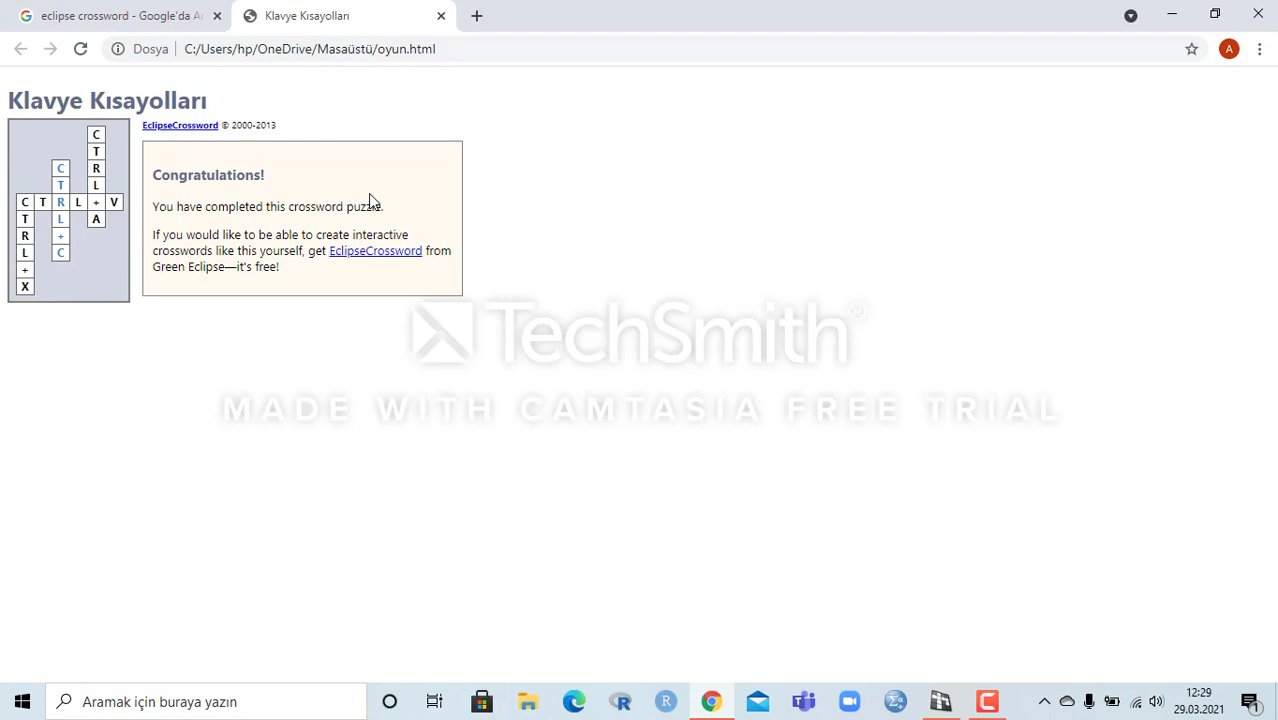 eclipse crossword - Google'da A
Klavye Kısayolları
Dosya
C:/Users/hp/OneDrive/Masaüstü/oyun.html
A
Klavye Kısayolları
EclipseCrossword © 2000-2013
C
T
C R
T L
C T R L + V
T L A
R +
L C
+
X
Congratulations!
You have completed this crossword puzzle.
If you would like to be able to create interactive
crosswords like this yourself, get EclipseCrossword from
Green Eclipse—it's free!
TechSmith®
MADE WITH CAMTASIA FREE TRIAL
Aramak için buraya yazın
12:29
29.03.2021
1